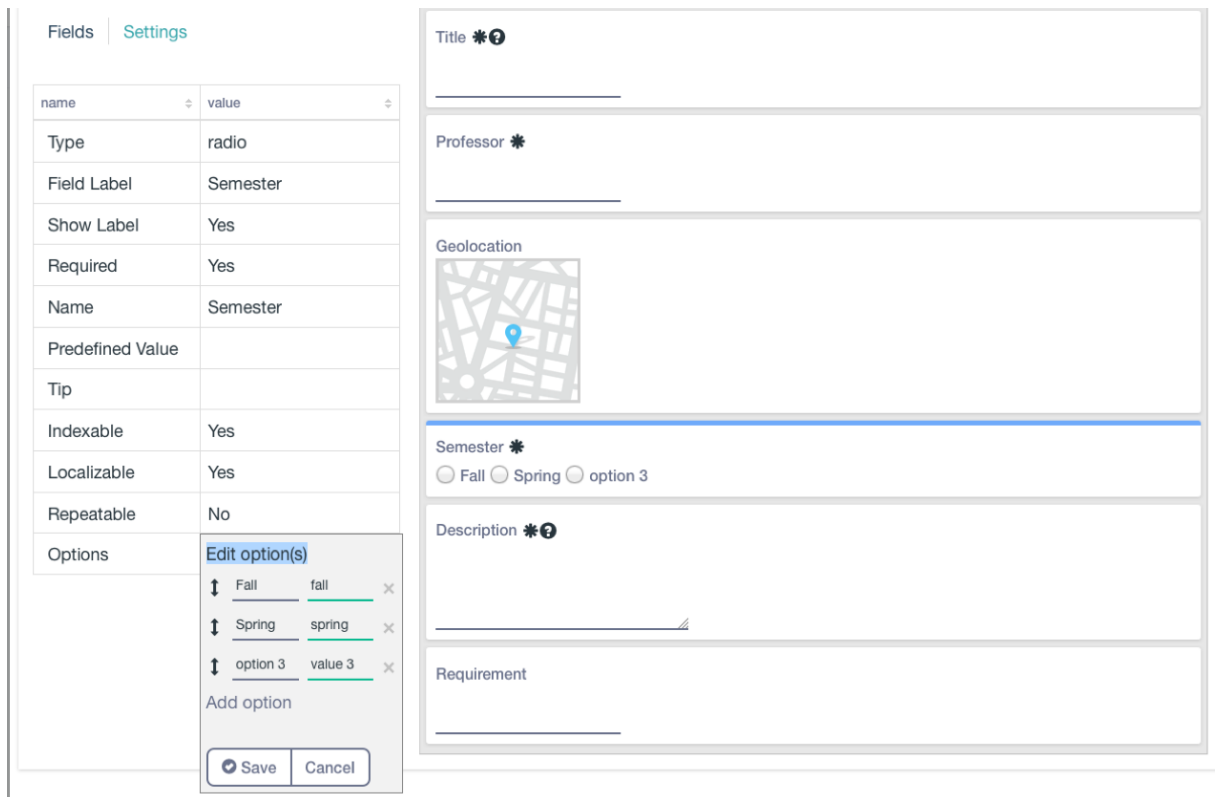 Fields Settings
name value
Type radio
Field Label Semester
Show Label Yes
Required Yes
Name Semester
Predefined Value
Tip
Indexable Yes
Localizable Yes
Repeatable No
Options
Edit option(s)
Fall fall
Spring spring
option 3 value 3
Add option
Save Cancel
Title
Professor
Geolocation
Semester
Fall Spring option 3
Description
Requirement